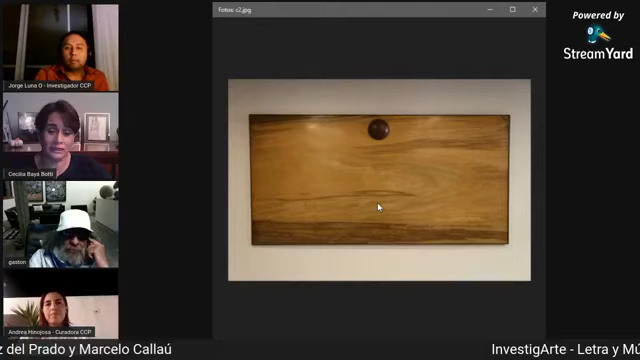 Fotos: c2.jpg
Powered by
StreamYard
Jorge Luna O - Investigador CCP
Cecilia Bayá Botti
gaston
Andrea Hinojosa - Curadora CCP
z del Prado y Marcelo Callaú
InvestigArte - Letra y Mú